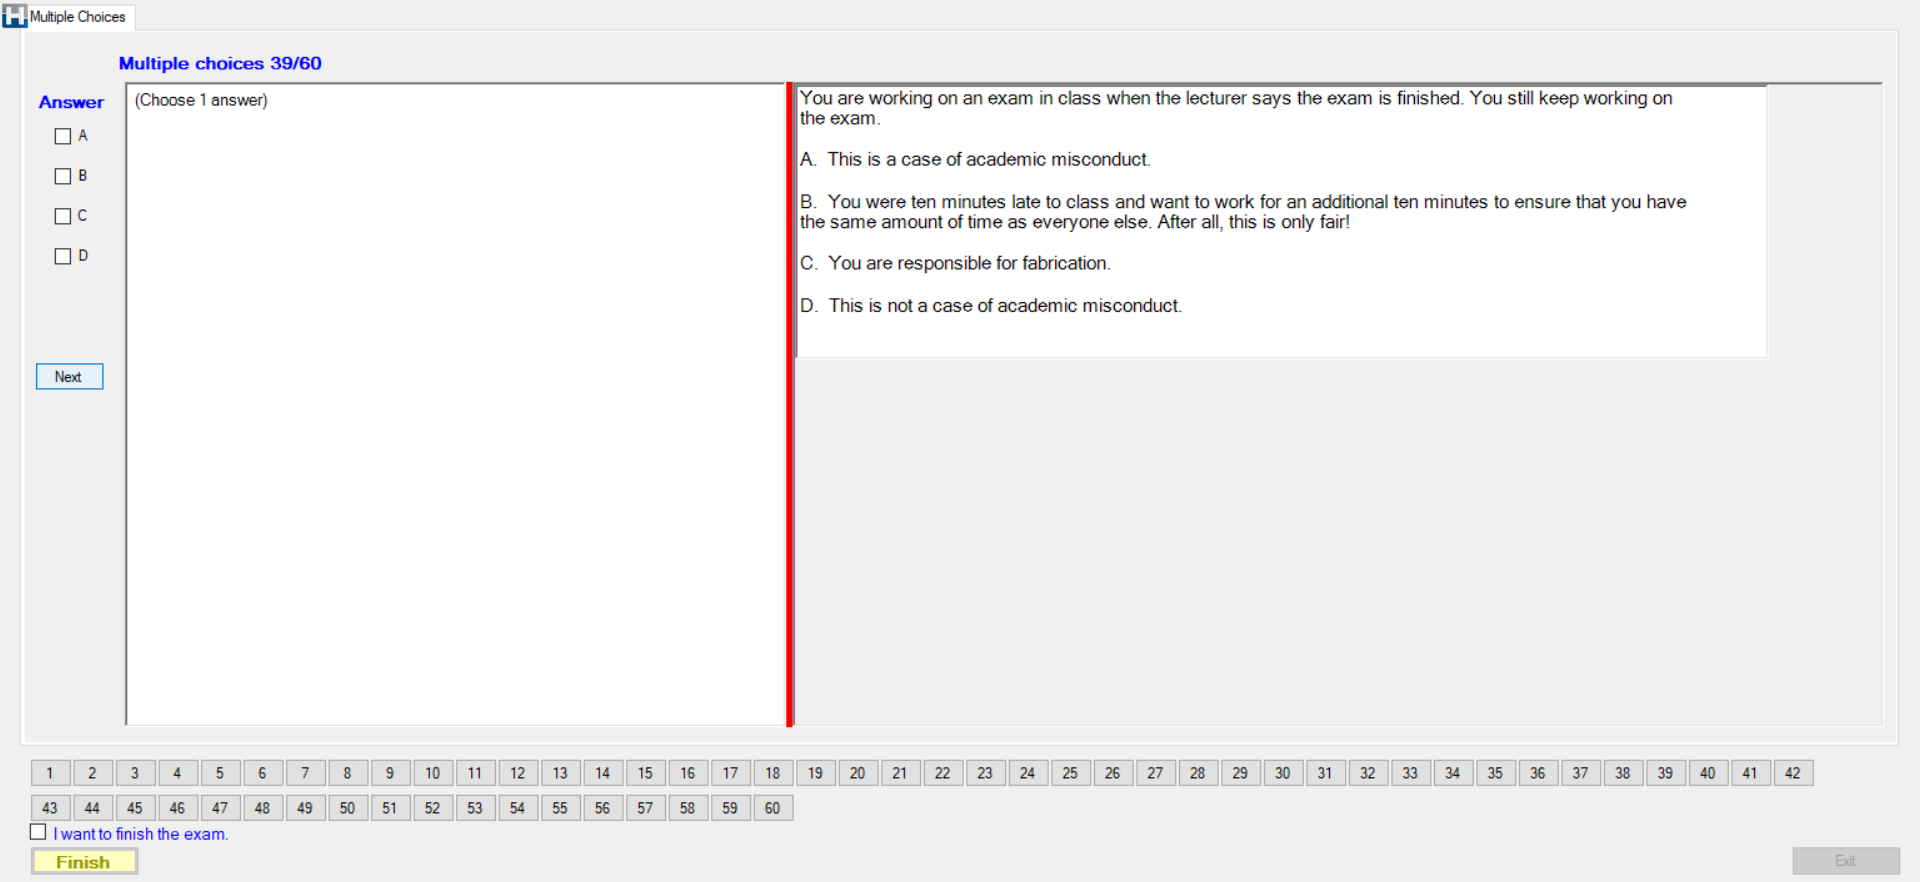 Multiple Choices
Multiple choices 39/60
Answer
A
B
C
D
Next
(Choose 1 answer)
You are working on an exam in class when the lecturer says the exam is finished. You still keep working on
the exam.
A. This is a case of academic misconduct.
B. You were ten minutes late to class and want to work for an additional ten minutes to ensure that you have
the same amount of time as everyone else. After all, this is only fair!
C. You are responsible for fabrication.
D. This is not a case of academic misconduct.
1 2 3 4 5 6 7 8 9 10 11 12 13 14 15 16 17 18 19 20 21 22 23 24 25 26 27 28 29 30 31 32 33 34 35 36 37 38 39 40 41 42
43 44 45 46 47 48 49 50 51 52 53 54 55 56 57 58 59 60
I want to finish the exam.
Finish
Exit